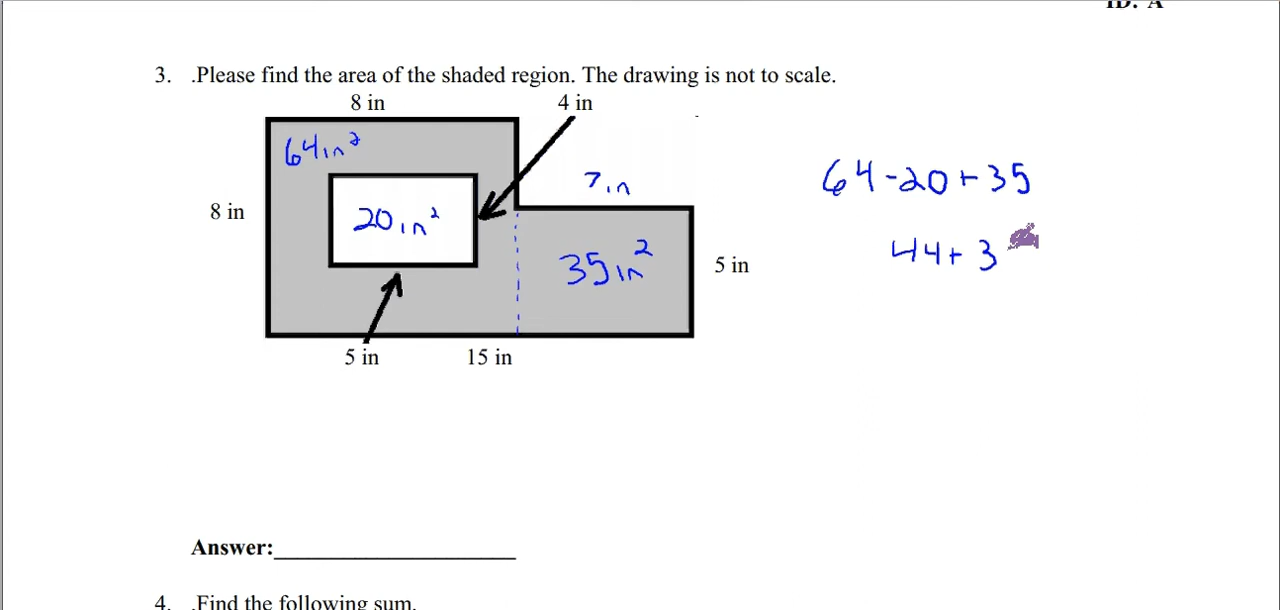 3. .Please find the area of the shaded region. The drawing is not to scale.
8 in 4 in
64in²
7in
64-20+35
8 in
20in²
35in²
44+3
5 in
5 in 15 in
Answer:
4. .Find the following sum.